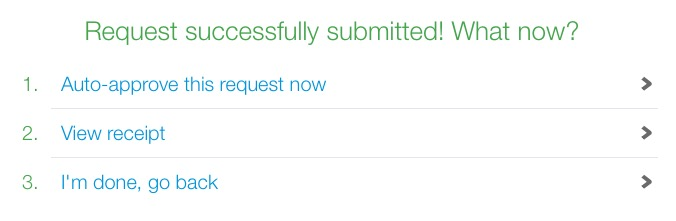 Request successfully submitted! What now?
1. Auto-approve this request now
2. View receipt
3. I'm done, go back